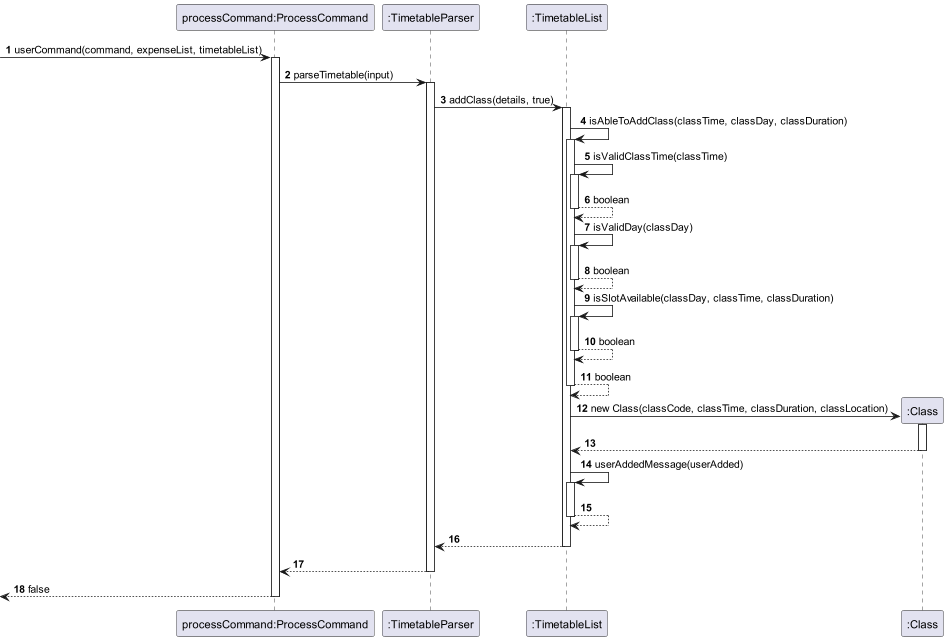 processCommand:ProcessCommand
:TimetableParser
:TimetableList
1 userCommand(command, expenseList, timetableList)
2 parseTimetable(input)
3 addClass(details, true)
4 isAbleToAddClass(classTime, classDay, classDuration)
5 isValidClassTime(classTime)
6 boolean
7 isValidDay(classDay)
8 boolean
9 isSlotAvailable(classDay, classTime, classDuration)
10 boolean
11 boolean
12 new Class(classCode, classTime, classDuration, classLocation)
:Class
13
14 userAddedMessage(userAdded)
15
16
17
18 false
processCommand:ProcessCommand
:TimetableParser
:TimetableList
:Class